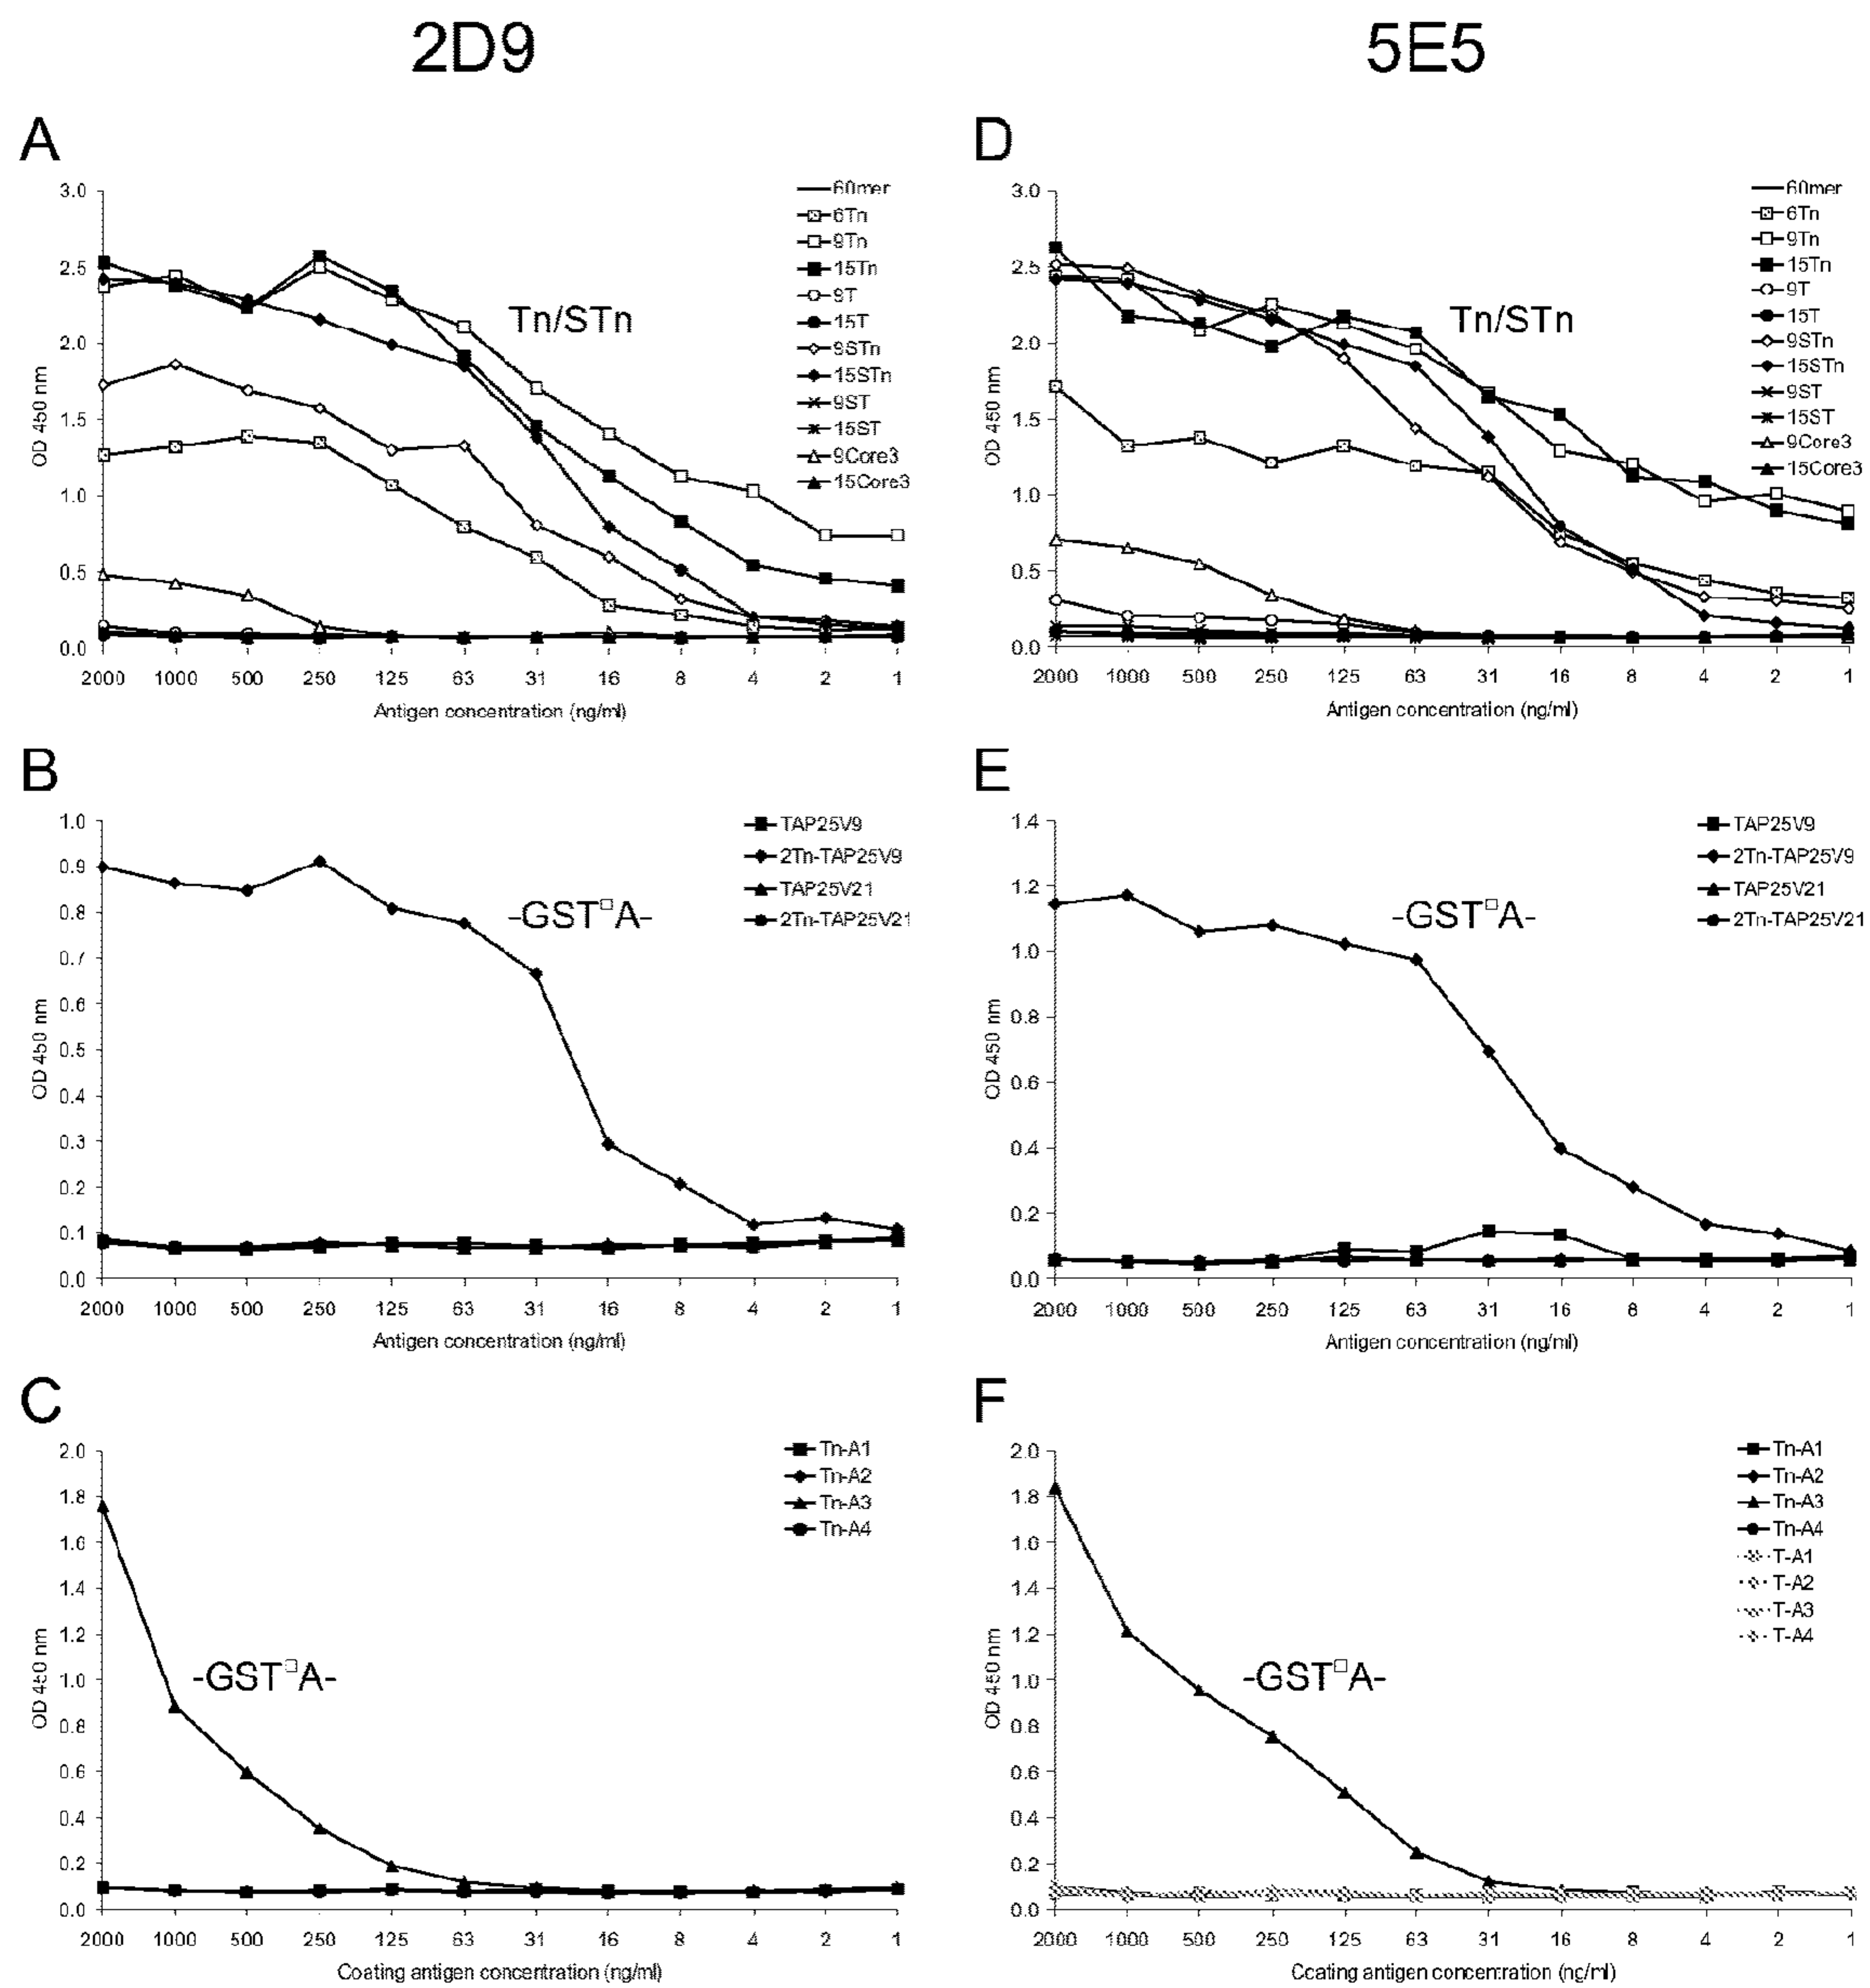 2D9
5E5
A
3.0
2.5
2.0
1.5
1.0
0.5
0.0
OD 450 nm
2000 1000 500 250 125 63 31 16 8 4 2 1
Antigen concentration (ng/ml)
Tn/STn
60mer
6Tn
9Tn
15Tn
9T
15T
9STn
15STn
9ST
15ST
9Core3
15Core3
D
3.0
2.5
2.0
1.5
1.0
0.5
0.0
OD 450 nm
2000 1000 500 250 125 63 31 16 8 4 2 1
Antigen concentration (ng/ml)
Tn/STn
60mer
6Tn
9Tn
15Tn
9T
15T
9STn
15STn
9ST
15ST
9Core3
15Core3
B
1.0
0.9
0.8
0.7
0.6
0.5
0.4
0.3
0.2
0.1
0.0
OD 450 nm
2000 1000 500 250 125 63 31 16 8 4 2 1
Antigen concentration (ng/ml)
-GST□A-
TAP25V9
2Tn-TAP25V9
TAP25V21
2Tn-TAP25V21
E
1.4
1.2
1.0
0.8
0.6
0.4
0.2
0.0
OD 450 nm
2000 1000 500 250 125 63 31 16 8 4 2 1
Antigen concentration (ng/ml)
-GST□A-
TAP25V9
2Tn-TAP25V9
TAP25V21
2Tn-TAP25V21
C
2.0
1.8
1.6
1.4
1.2
1.0
0.8
0.6
0.4
0.2
0.0
OD 450 nm
2000 1000 500 250 125 63 31 16 8 4 2 1
Coating antigen concentration (ng/ml)
-GST□A-
Tn-A1
Tn-A2
Tn-A3
Tn-A4
F
2.0
1.8
1.6
1.4
1.2
1.0
0.8
0.6
0.4
0.2
0.0
OD 450 nm
2000 1000 500 250 125 63 31 16 8 4 2 1
Coating antigen concentration (ng/ml)
-GST□A-
Tn-A1
Tn-A2
Tn-A3
Tn-A4
T-A1
T-A2
T-A3
T-A4